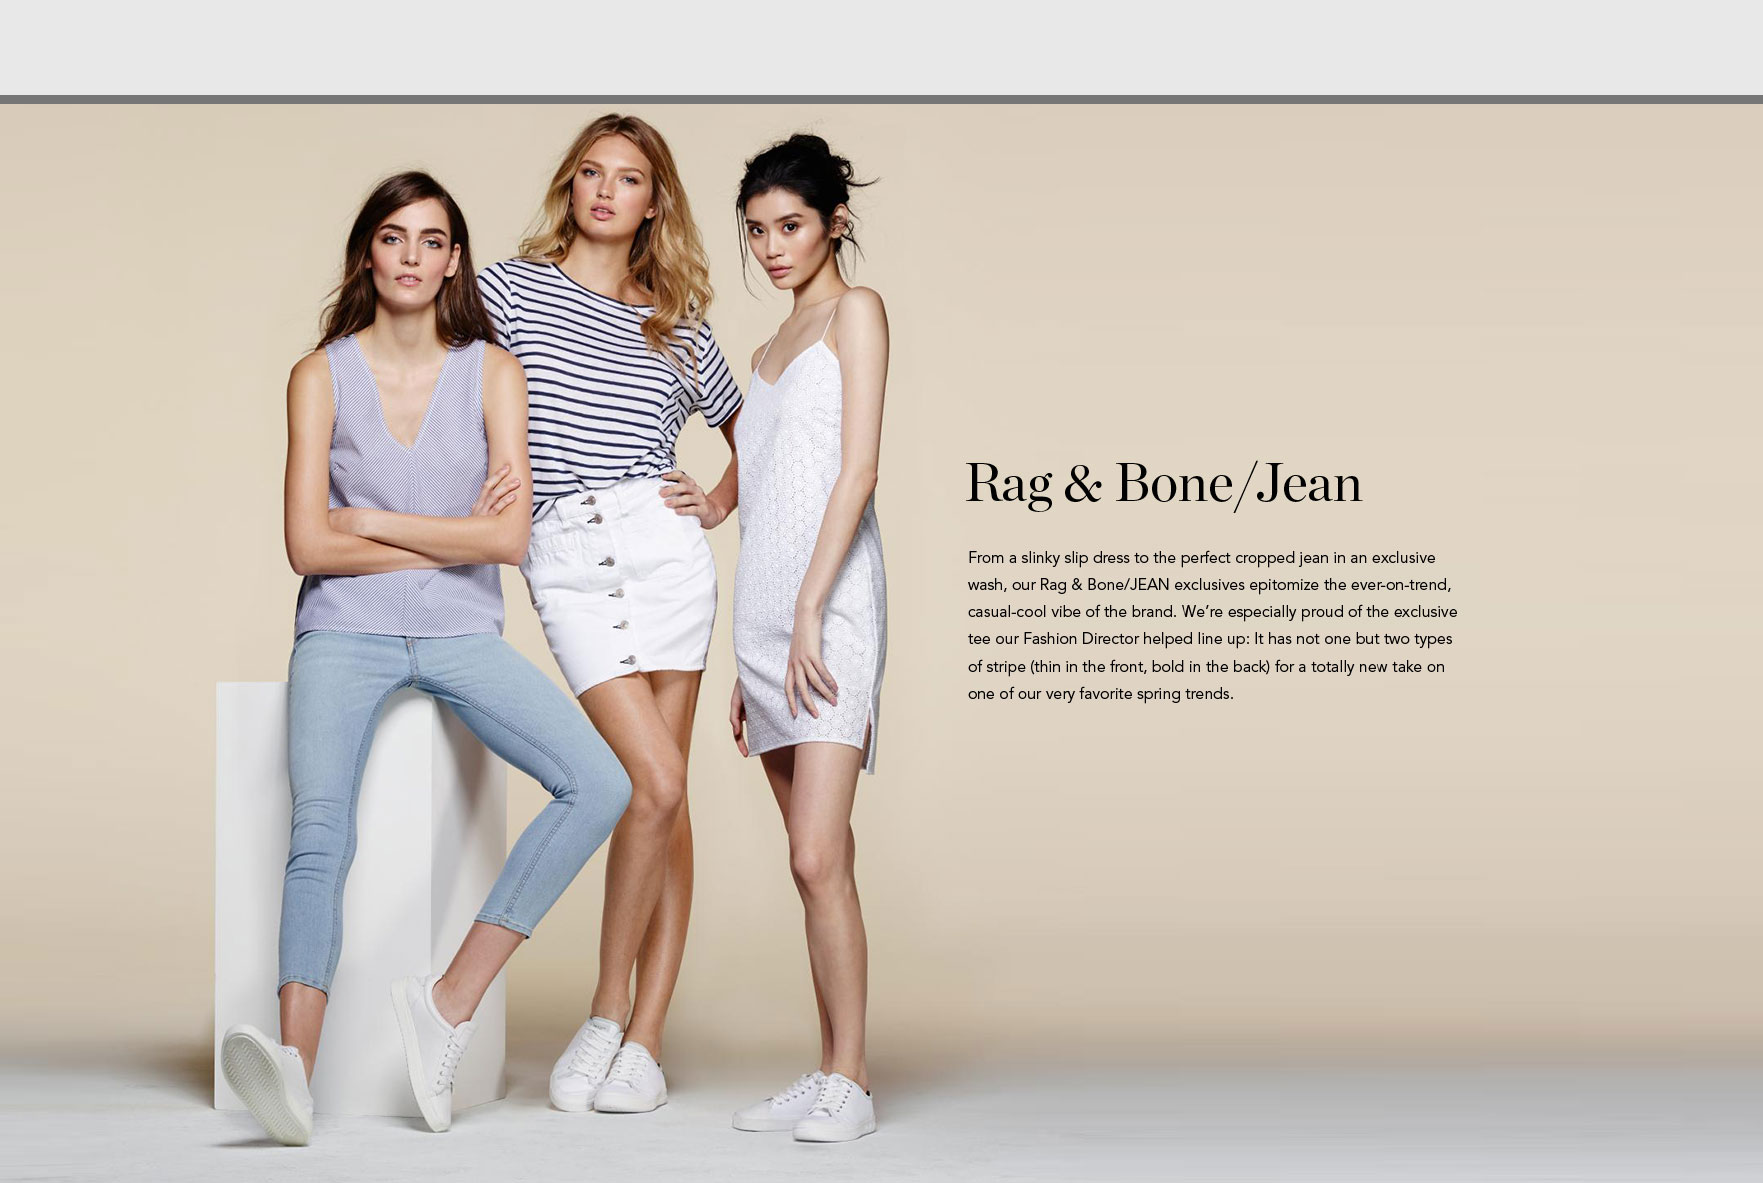 Rag & Bone/Jean
From a slinky slip dress to the perfect cropped jean in an exclusive
wash, our Rag & Bone/JEAN exclusives epitomize the ever-on-trend,
casual-cool vibe of the brand. We’re especially proud of the exclusive
tee our Fashion Director helped line up: It has not one but two types
of stripe (thin in the front, bold in the back) for a totally new take on
one of our very favorite spring trends.